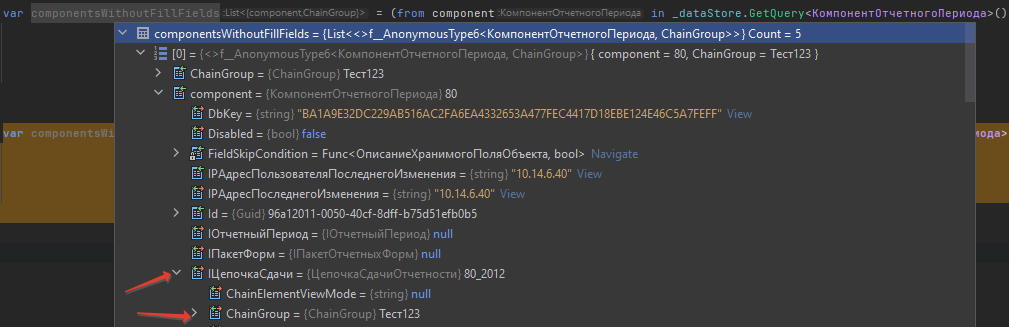 var componentsWithoutFillFields :List<{component,ChainGroup}> = (from component :КомпонентОтчетногоПериода in _dataStore.GetQuery<КомпонентОтчетногоПериода>()
componentsWithoutFillFields = {List<<>f__AnonymousType6<КомпонентОтчетногоПериода, ChainGroup>>} Count = 5
[0] = {<>f__AnonymousType6<КомпонентОтчетногоПериода, ChainGroup>} { component = 80, ChainGroup = Тест123 }
ChainGroup = {ChainGroup} Тест123
component = {КомпонентОтчетногоПериода} 80
DbKey = {string} "BA1A9E32DC229AB516AC2FA6EA4332653A477FEC4417D18EBE124E46C5A7FEFF" View
Disabled = {bool} false
var componentsWi ода>
FieldSkipCondition = Func<ОписаниеХранимогоПоляОбъекта, bool> Navigate
IPАдресПользователяПоследнегоИзменения = {string} "10.14.6.40" View
IPАдресПоследнегоИзменения = {string} "10.14.6.40" View
Id = {Guid} 96a12011-0050-40cf-8dff-b75d51efb0b5
IОтчетныйПериод = {IОтчетныйПериод} null
IПакетФорм = {IПакетОтчетныхФорм} null
IЦепочкаСдачи = {ЦепочкаСдачиОтчетности} 80_2012
ChainElementViewMode = {string} null
ChainGroup = {ChainGroup} Тест123